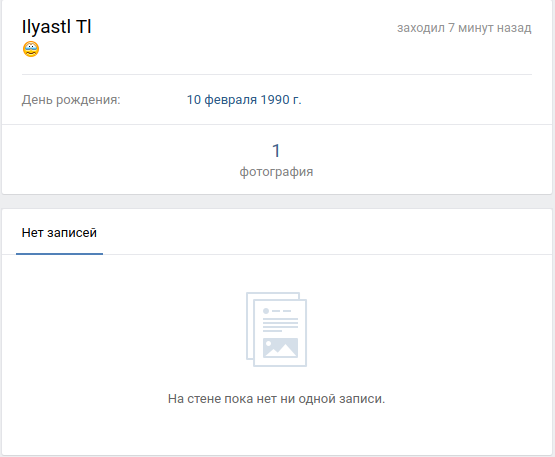 Ilyastl Tl
заходил 7 минут назад
День рождения: 10 февраля 1990 г.
1
фотография
Нет записей
На стене пока нет ни одной записи.